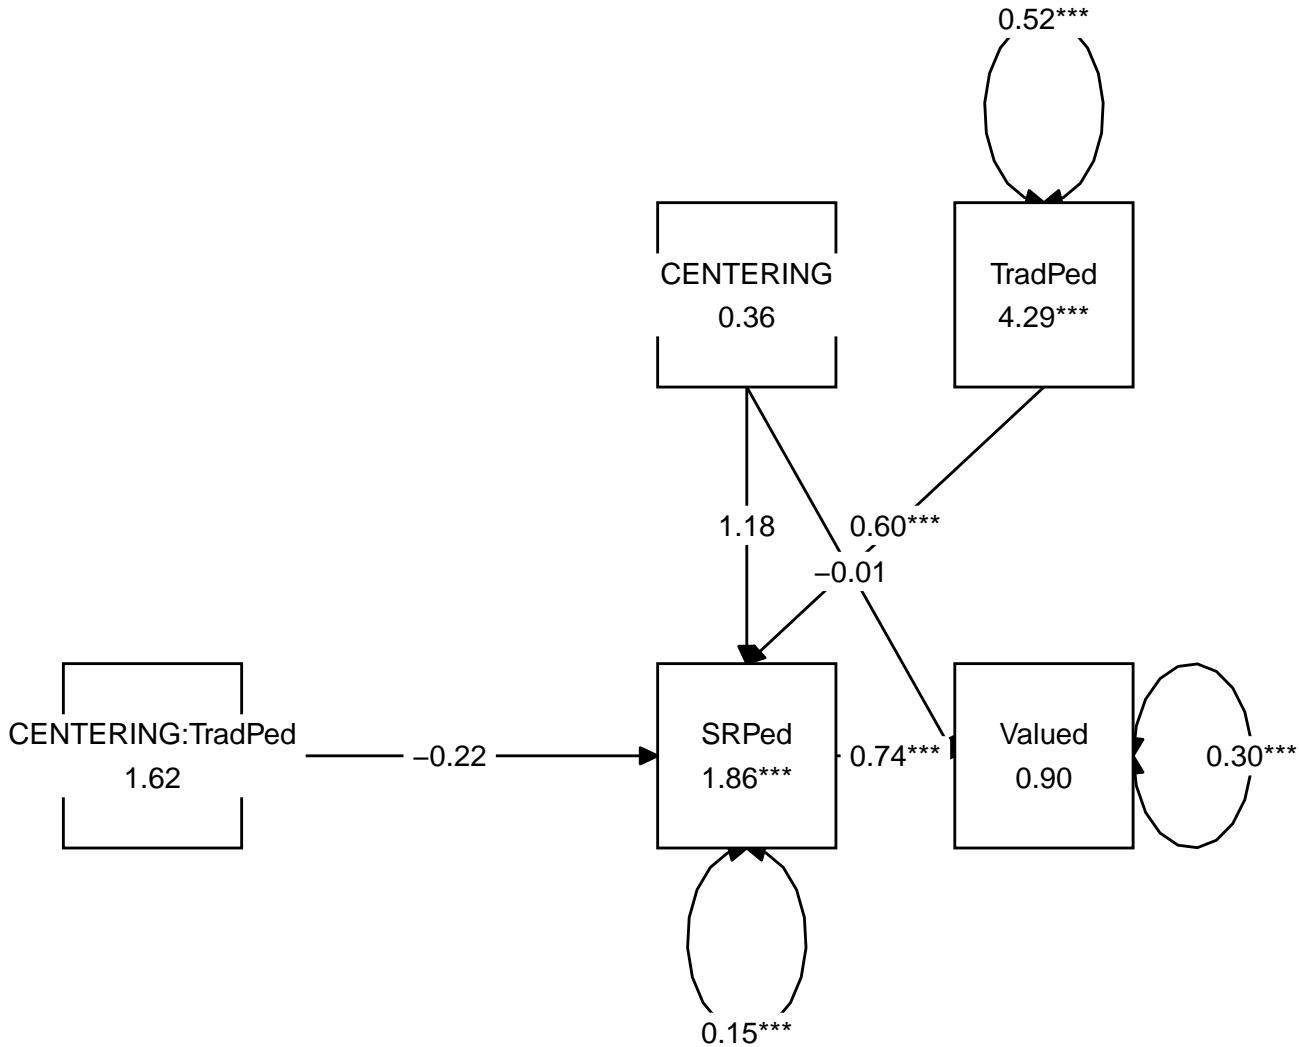 0.52***
CENTERING
0.36
TradPed
4.29***
1.18
0.60***
−0.01
CENTERING:TradPed
1.62
−0.22
SRPed
1.86***
0.74***
Valued
0.90
0.30***
0.15***